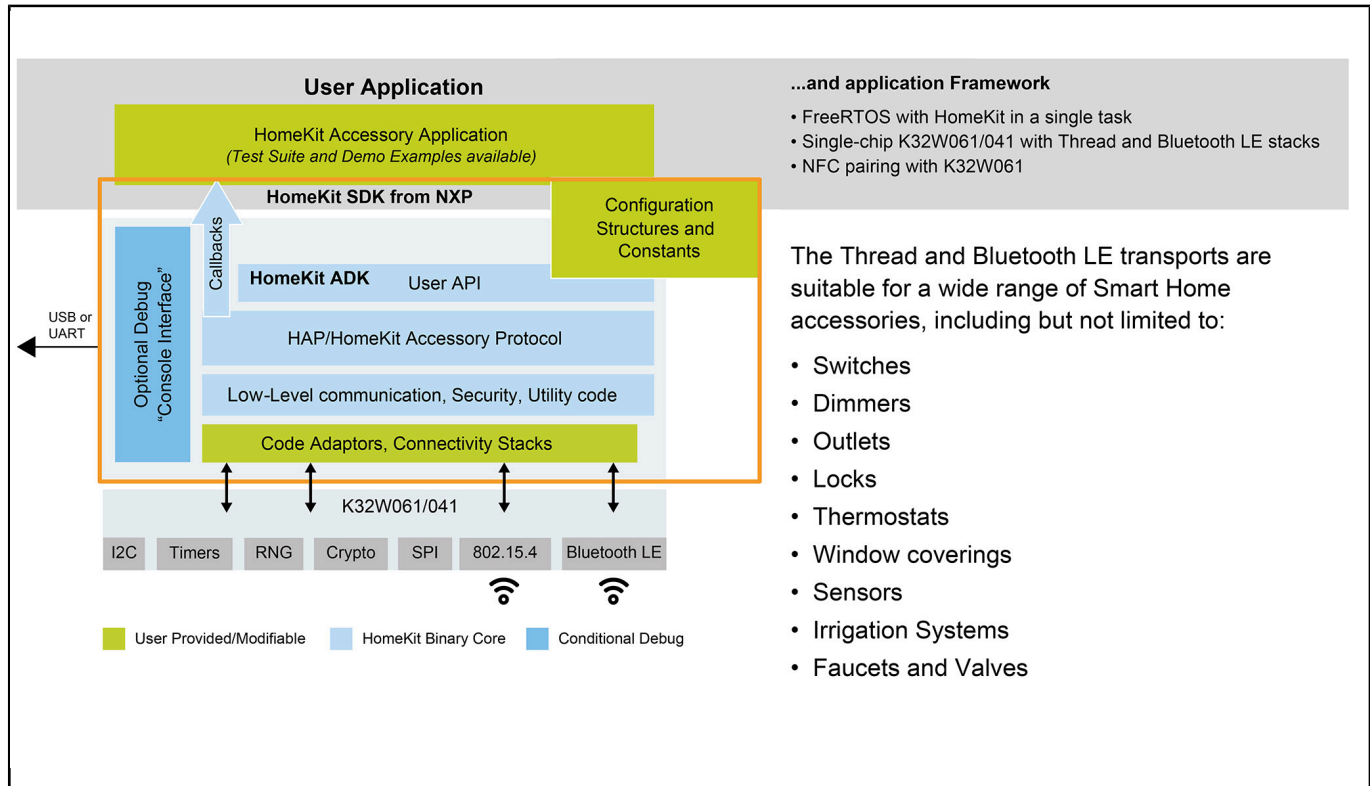 User Application
HomeKit Accessory Application
(Test Suite and Demo Examples available)
...and application Framework
• FreeRTOS with HomeKit in a single task
• Single-chip K32W061/041 with Thread and Bluetooth LE stacks
• NFC pairing with K32W061
HomeKit SDK from NXP
Configuration
Structures and
Constants
Callbacks
HomeKit ADK
User API
HAP/HomeKit Accessory Protocol
Low-Level communication, Security, Utility code
Code Adaptors, Connectivity Stacks
Optional Debug
“Console Interface”
USB or
UART
K32W061/041
I2C
Timers
RNG
Crypto
SPI
802.15.4
Bluetooth LE
User Provided/Modifiable
HomeKit Binary Core
Conditional Debug
The Thread and Bluetooth LE transports are
suitable for a wide range of Smart Home
accessories, including but not limited to:
• Switches
• Dimmers
• Outlets
• Locks
• Thermostats
• Window coverings
• Sensors
• Irrigation Systems
• Faucets and Valves